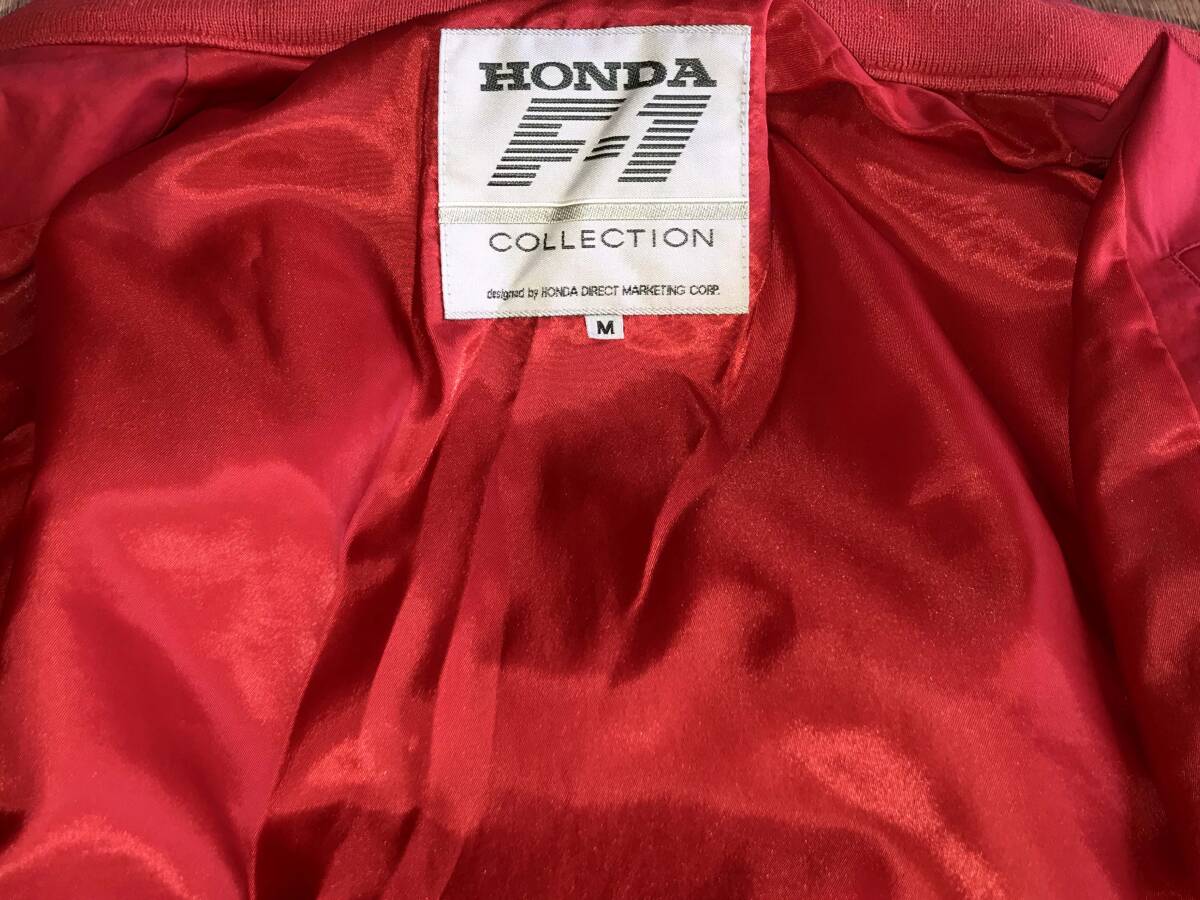 HONDA
F-1
COLLECTION
designed by HONDA DIRECT MARKETING CORP.
M